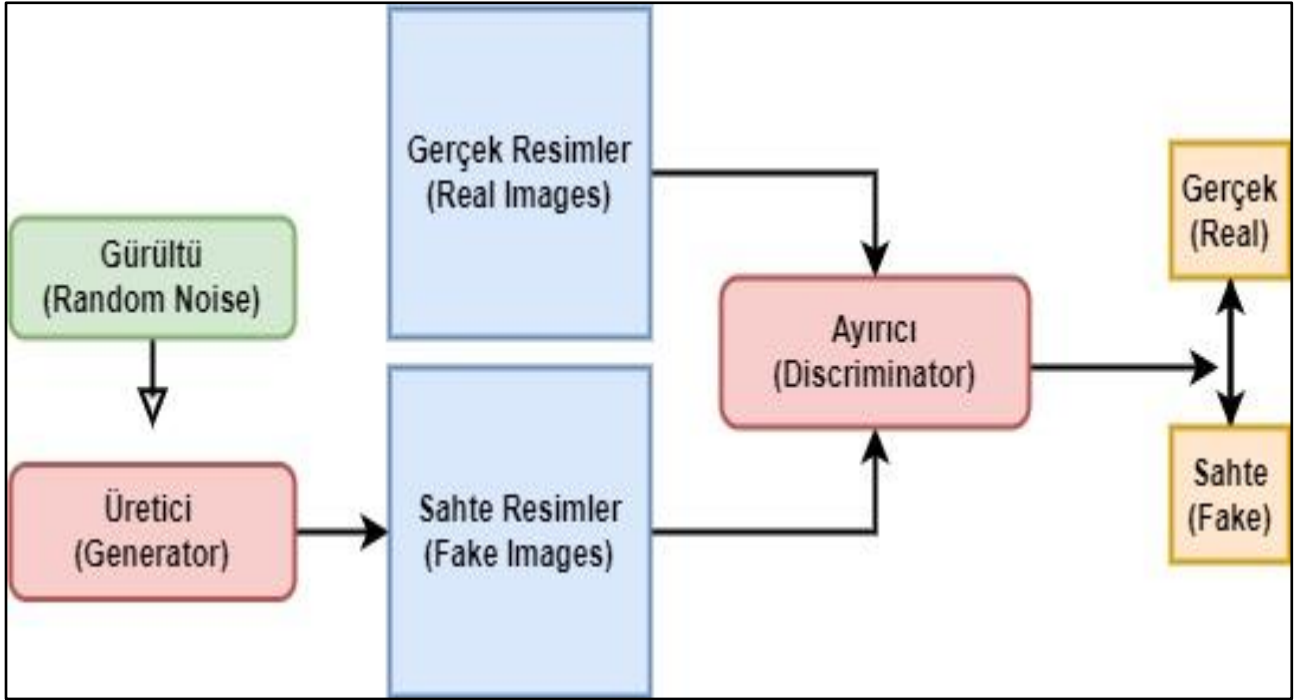 Gürültü
(Random Noise)
Üretici
(Generator)
Gerçek Resimler
(Real Images)
Sahte Resimler
(Fake Images)
Ayırıcı
(Discriminator)
Gerçek
(Real)
Sahte
(Fake)